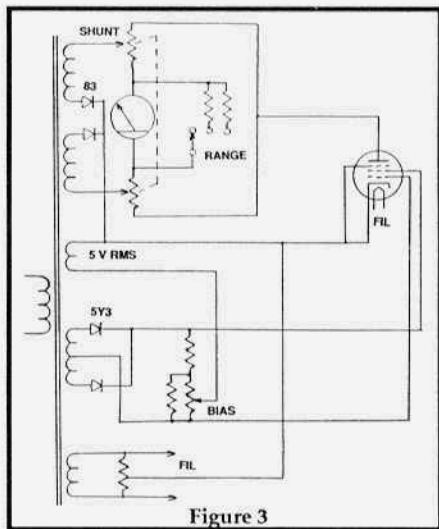 SHUNT
83
RANGE
FIL
5 V RMS
5Y3
BIAS
FIL
Figure 3